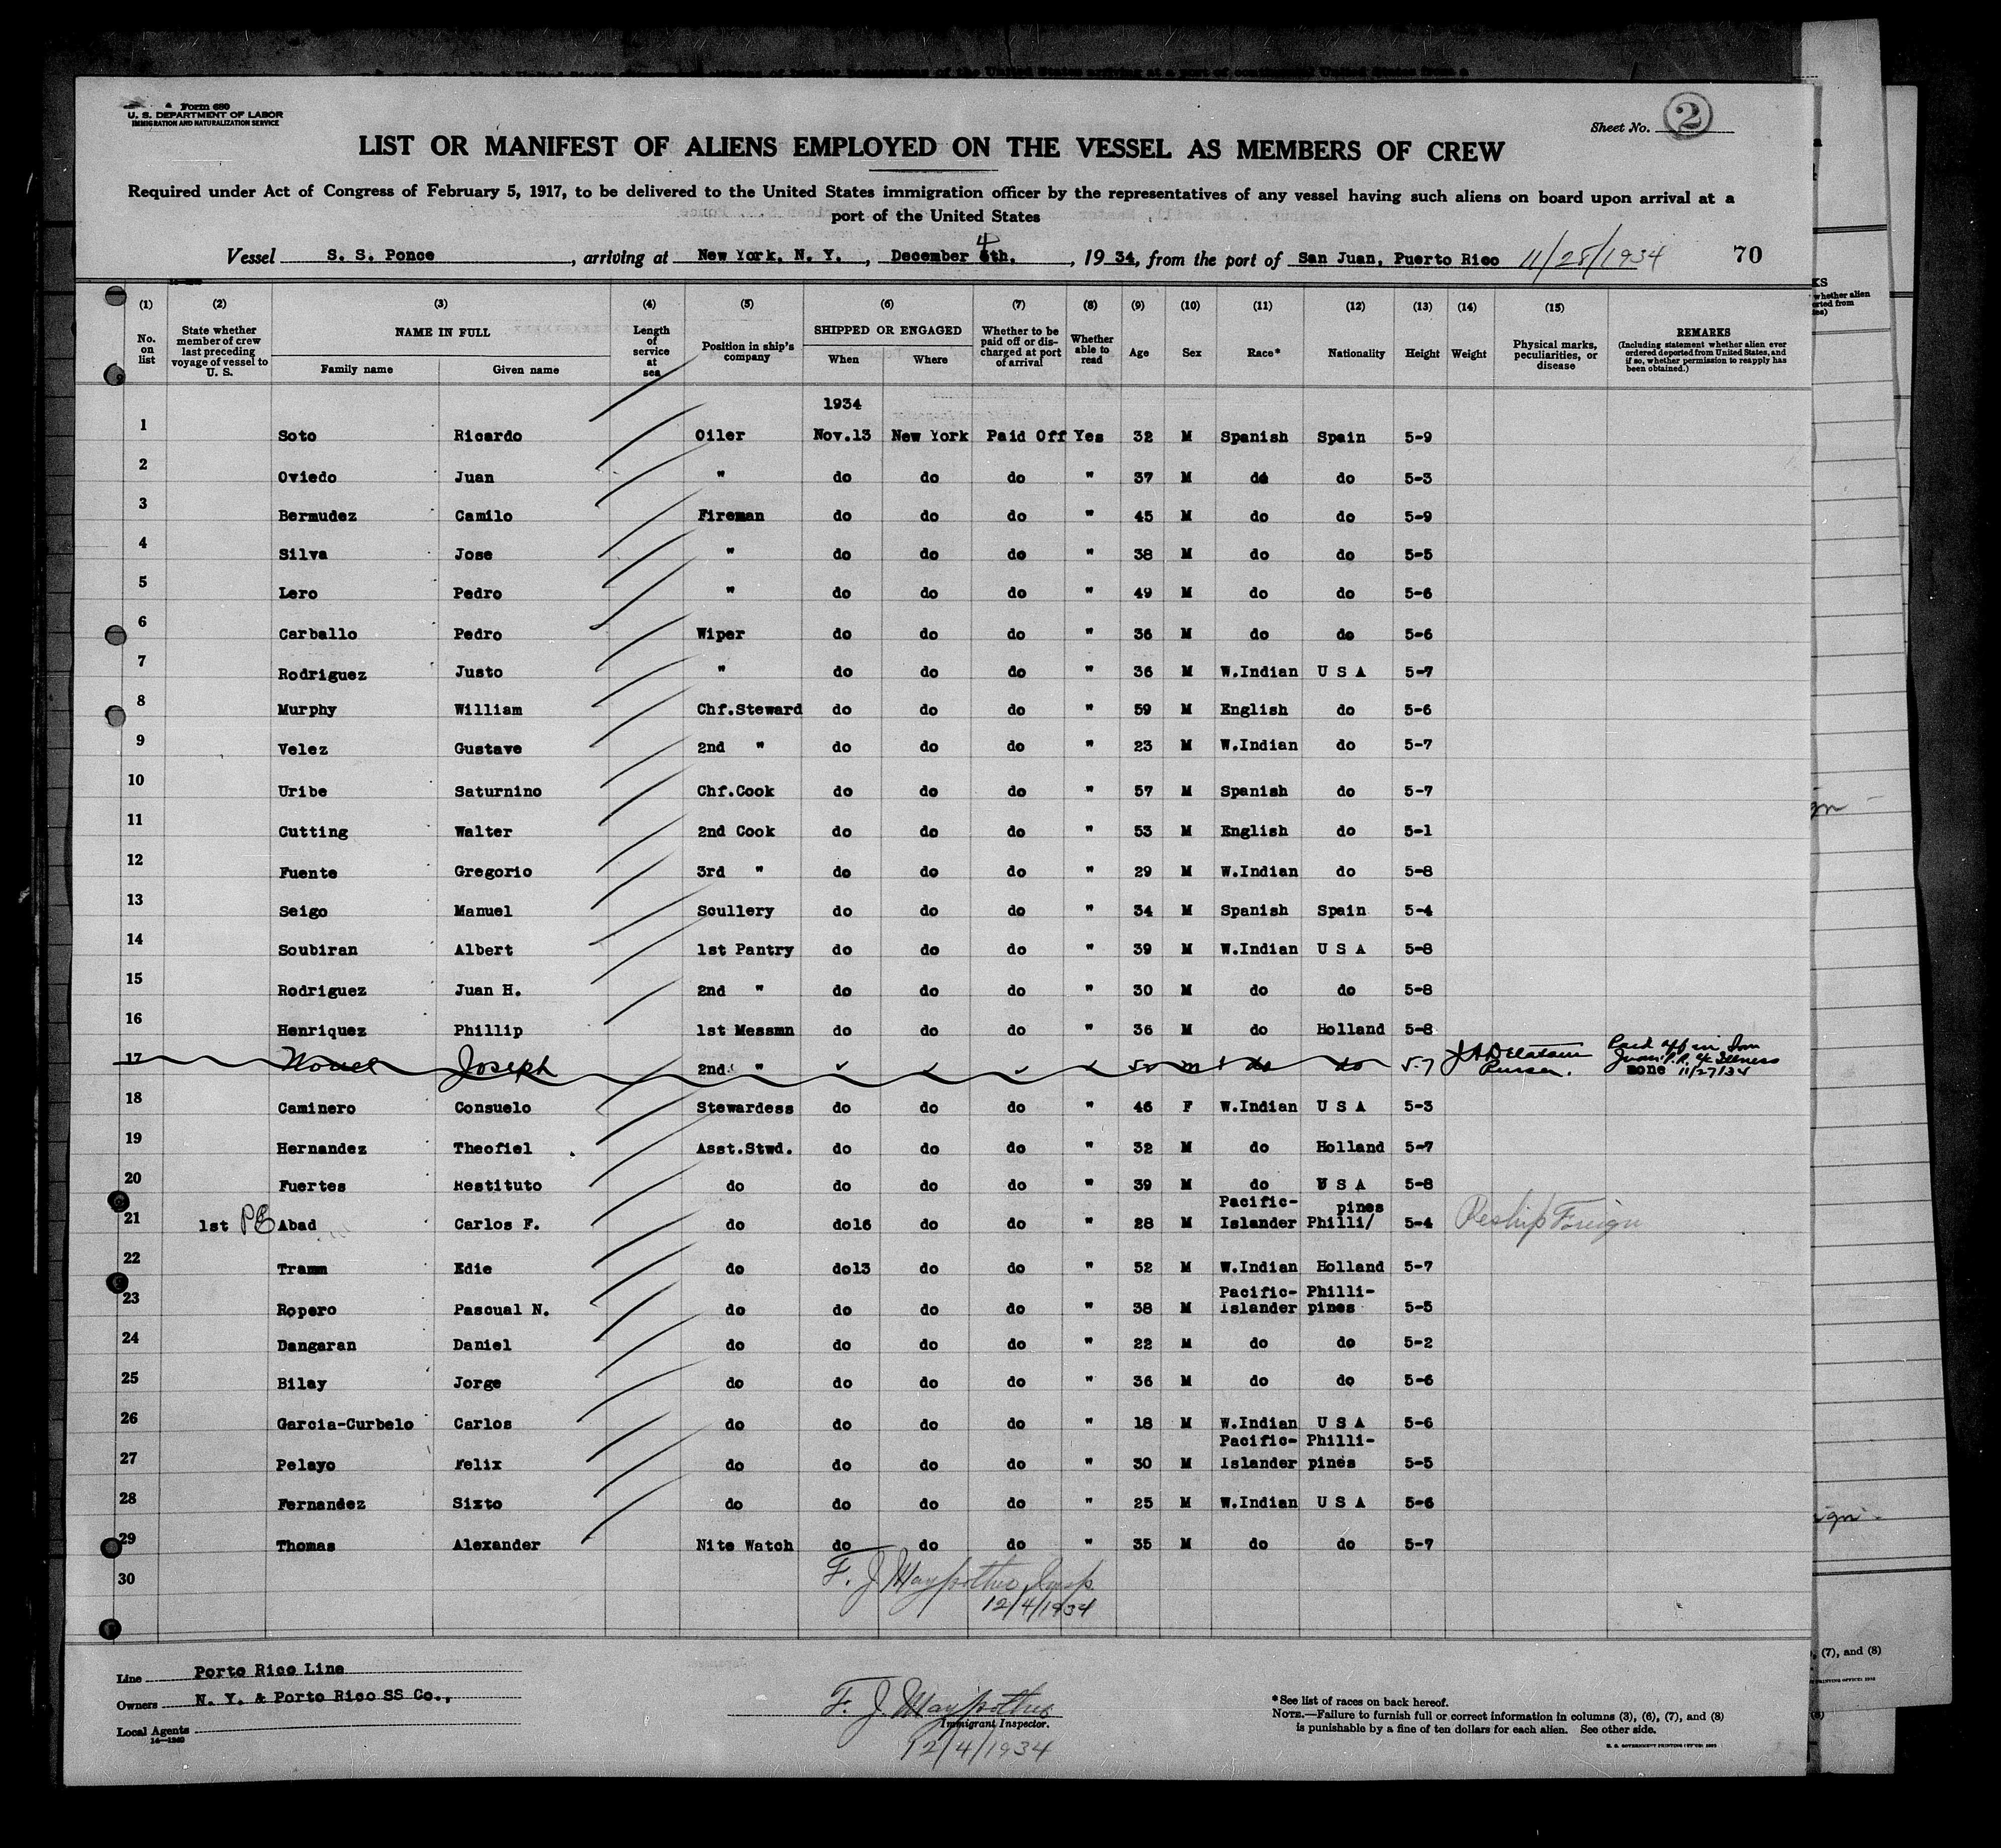 Form 680
U. S. DEPARTMENT OF LABOR
IMMIGRATION AND NATURALIZATION SERVICE
Sheet No. 2
LIST OR MANIFEST OF ALIENS EMPLOYED ON THE VESSEL AS MEMBERS OF CREW
Required under Act of Congress of February 5, 1917, to be delivered to the United States immigration officer by the representatives of any vessel having such aliens on board upon arrival at a
port of the United States
Vessel S. S. Ponce, arriving at New York, N. Y., December 4th, 1934, from the port of San Juan, Puerto Rico 11/28/1934 70
(1) (2) (3) (4) (5) (6) (7) (8) (9) (10) (11) (12) (13) (14) (15)
No. on list State whether member of crew last preceding voyage of vessel to U. S. NAME IN FULL Family name Given name Length of service at sea Position in ship's company SHIPPED OR ENGAGED When Where Whether to be paid off or discharged at port of arrival Whether able to read Age Sex Race* Nationality Height Weight Physical marks, peculiarities, or disease REMARKS (Including statement whether alien ever ordered deported from United States, and if so, whether permission to reapply has been obtained.)
1934
1 Soto Ricardo Oiler Nov.13 New York Paid Off Yes 32 M Spanish Spain 5-9
2 Oviedo Juan " do do do " 37 M do do 5-3
3 Bermudez Camilo Fireman do do do " 45 M do do 5-9
4 Silva Jose " do do do " 38 M do do 5-5
5 Lero Pedro " do do do " 49 M do do 5-6
6 Carballo Pedro Wiper do do do " 36 M do do 5-6
7 Rodriguez Justo " do do do " 36 M W.Indian U S A 5-7
8 Murphy William Chf.Steward do do do " 59 M English do 5-6
9 Velez Gustave 2nd " do do do " 23 M W.Indian do 5-7
10 Uribe Saturnino Chf.Cook do do do " 57 M Spanish do 5-7
11 Cutting Walter 2nd Cook do do do " 53 M English do 5-1
12 Fuente Gregorio 3rd " do do do " 29 M W.Indian do 5-8
13 Seigo Manuel Scullery do do do " 34 M Spanish Spain 5-4
14 Soubiran Albert 1st Pantry do do do " 39 M W.Indian U S A 5-8
15 Rodriguez Juan H. 2nd " do do do " 30 M do do 5-8
16 Henriquez Phillip 1st Messmn do do do " 36 M do Holland 5-8
17 Joseph 2nd " M do do 5-7 Purser. Paid off in San Juan P.R. a/c Illness none 11/27/34
18 Caminero Consuelo Stewardess do do do " 46 F W.Indian U S A 5-3
19 Hernandez Theofiel Asst.Stwd. do do do " 32 M do Holland 5-7
20 Fuertes Restituto do do do do " 39 M do U S A 5-8
21 1st Abad Carlos F. do do16 do do " 28 M Pacific-Islander Philli/pines 5-4 Reship Foreign
22 Tramm Edie do do13 do do " 52 M W.Indian Holland 5-7
23 Ropero Pascual N. do do do do " 38 M Pacific-Islander Philli-pines 5-5
24 Dangaran Daniel do do do do " 22 M do do 5-2
25 Bilay Jorge do do do do " 36 M do do 5-6
26 Garcia-Curbelo Carlos do do do do " 18 M W.Indian U S A 5-6
27 Pelayo Felix do do do do " 30 M Pacific-Islander Philli-pines 5-5
28 Fernandez Sixto do do do do " 25 M W.Indian U S A 5-6
29 Thomas Alexander Nite Watch do do do " 35 M do do 5-7
30
F. J. Insp.
12/4/1934
Line Porto Rico Line
Owners N. Y. & Porto Rico SS Co.,
Local Agents
F. J.
Immigrant Inspector.
12/4/1934
*See list of races on back hereof.
NOTE.—Failure to furnish full or correct information in columns (3), (6), (7), and (8)
is punishable by a fine of ten dollars for each alien. See other side.
, (7), and (8)